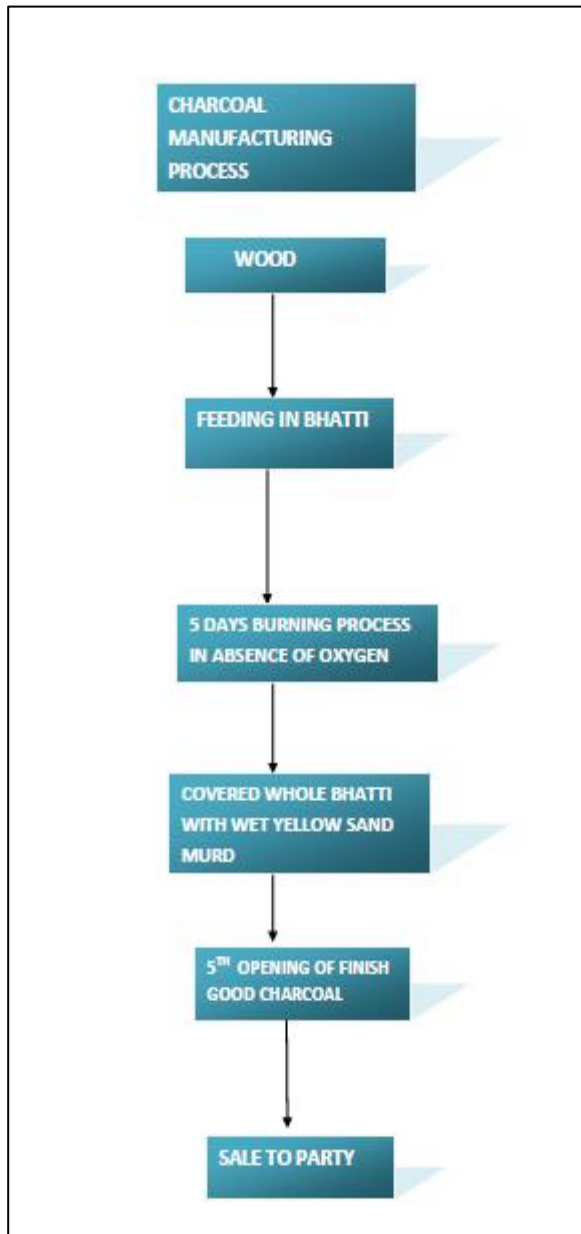 CHARCOAL
MANUFACTURING
PROCESS
WOOD
FEEDING IN BHATTI
5 DAYS BURNING PROCESS
IN ABSENCE OF OXYGEN
COVERED WHOLE BHATTI
WITH WET YELLOW SAND
MURD
5TH OPENING OF FINISH
GOOD CHARCOAL
SALE TO PARTY